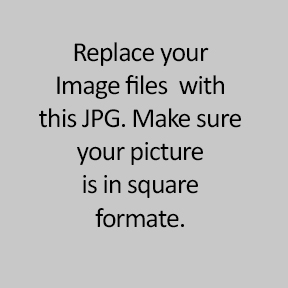 Replace your
Image files  with
this JPG. Make sure
your picture
is in square
formate.